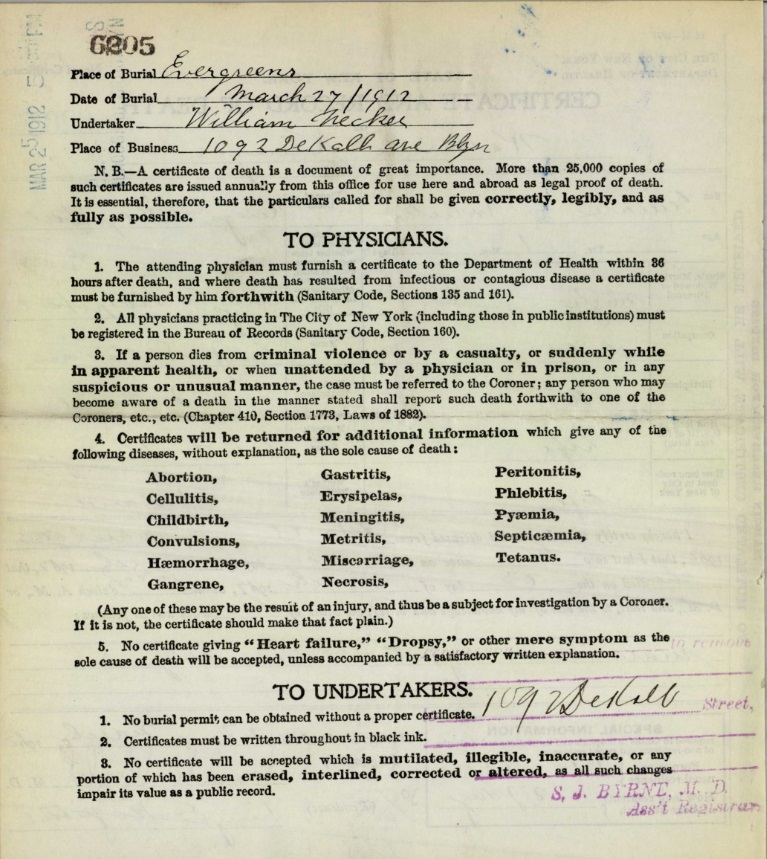 6205
MAR 25 1912
Place of Burial Evergreens
Date of Burial March 27/1912
Undertaker William Necker
Place of Business 1092 DeKalb ave Blyn
N. B.—A certificate of death is a document of great importance. More than 25,000 copies of
such certificates are issued annually from this office for use here and abroad as legal proof of death.
It is essential, therefore, that the particulars called for shall be given correctly, legibly, and as
fully as possible.
TO PHYSICIANS.
1. The attending physician must furnish a certificate to the Department of Health within 36
hours after death, and where death has resulted from infectious or contagious disease a certificate
must be furnished by him forthwith (Sanitary Code, Sections 135 and 161).
2. All physicians practicing in The City of New York (including those in public institutions) must
be registered in the Bureau of Records (Sanitary Code, Section 160).
3. If a person dies from criminal violence or by a casualty, or suddenly while
in apparent health, or when unattended by a physician or in prison, or in any
suspicious or unusual manner, the case must be referred to the Coroner; any person who may
become aware of a death in the manner stated shall report such death forthwith to one of the
Coroners, etc., etc. (Chapter 410, Section 1773, Laws of 1882).
4. Certificates will be returned for additional information which give any of the
following diseases, without explanation, as the sole cause of death:
Abortion, Gastritis, Peritonitis,
Cellulitis, Erysipelas, Phlebitis,
Childbirth, Meningitis, Pyæmia,
Convulsions, Metritis, Septicæmia,
Hæmorrhage, Miscarriage, Tetanus.
Gangrene, Necrosis,
(Any one of these may be the result of an injury, and thus be a subject for investigation by a Coroner.
If it is not, the certificate should make that fact plain.)
5. No certificate giving "Heart failure," "Dropsy," or other mere symptom as the
sole cause of death will be accepted, unless accompanied by a satisfactory written explanation.
to remove
TO UNDERTAKERS.
1092 DeKalb Street,
1. No burial permit can be obtained without a proper certificate.
2. Certificates must be written throughout in black ink.
3. No certificate will be accepted which is mutilated, illegible, inaccurate, or any
portion of which has been erased, interlined, corrected or altered, as all such changes
impair its value as a public record.
S. J. BYRNE, M. D.
Ass't Registrar